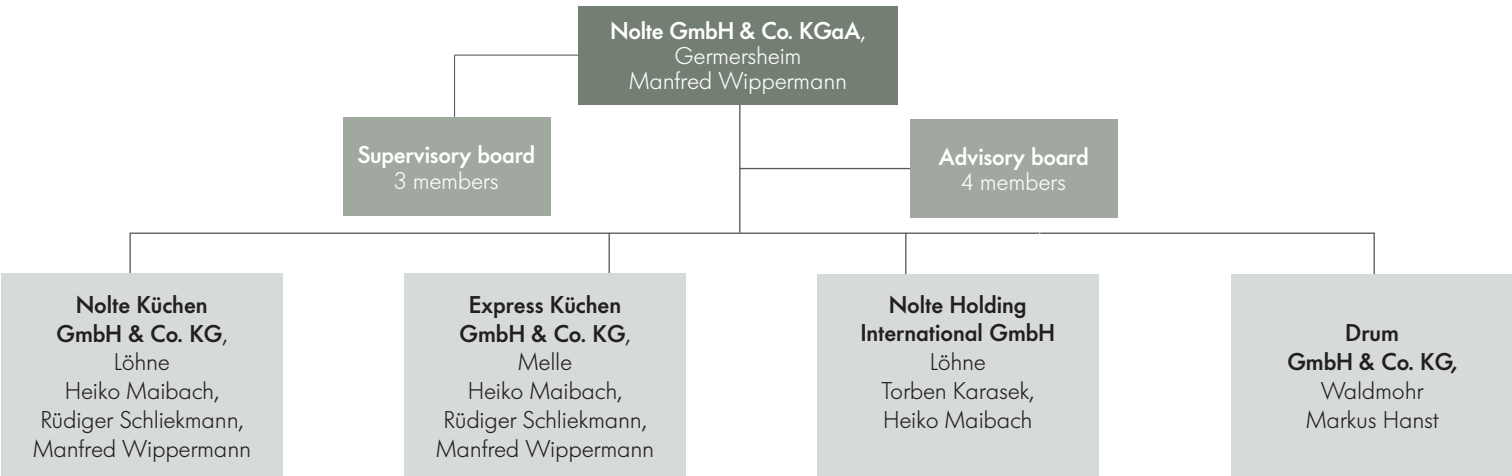 Nolte GmbH & Co. KGaA,
Germersheim
Manfred Wippermann
Supervisory board
3 members
Advisory board
4 members
Nolte Küchen
GmbH & Co. KG,
Löhne
Heiko Maibach,
Rüdiger Schliekmann,
Manfred Wippermann
Express Küchen
GmbH & Co. KG,
Melle
Heiko Maibach,
Rüdiger Schliekmann,
Manfred Wippermann
Nolte Holding
International GmbH
Löhne
Torben Karasek,
Heiko Maibach
Drum
GmbH & Co. KG,
Waldmohr
Markus Hanst